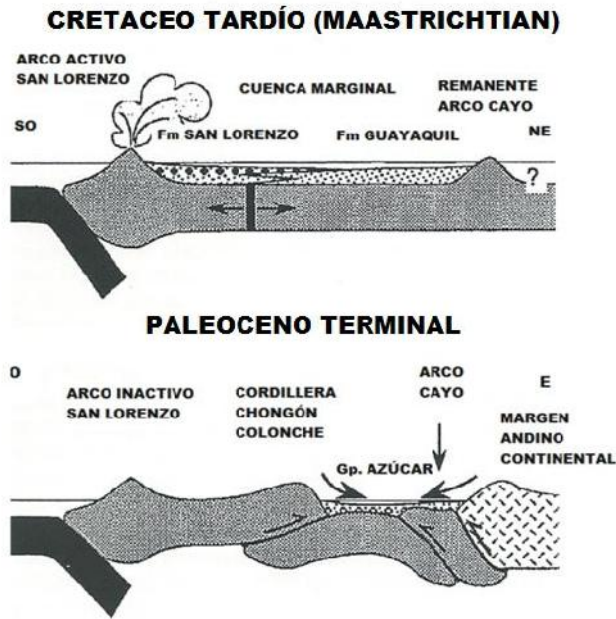 CRETACEO TARDÍO (MAASTRICHTIAN)
ARCO ACTIVO
SAN LORENZO
CUENCA MARGINAL
REMANENTE
ARCO CAYO
SO
Fm SAN LORENZO
Fm GUAYAQUIL
NE
?
PALEOCENO TERMINAL
O
ARCO INACTIVO
SAN LORENZO
CORDILLERA
CHONGÓN
COLONCHE
ARCO
CAYO
E
MARGEN
ANDINO
CONTINENTAL
Gp. AZÚCAR